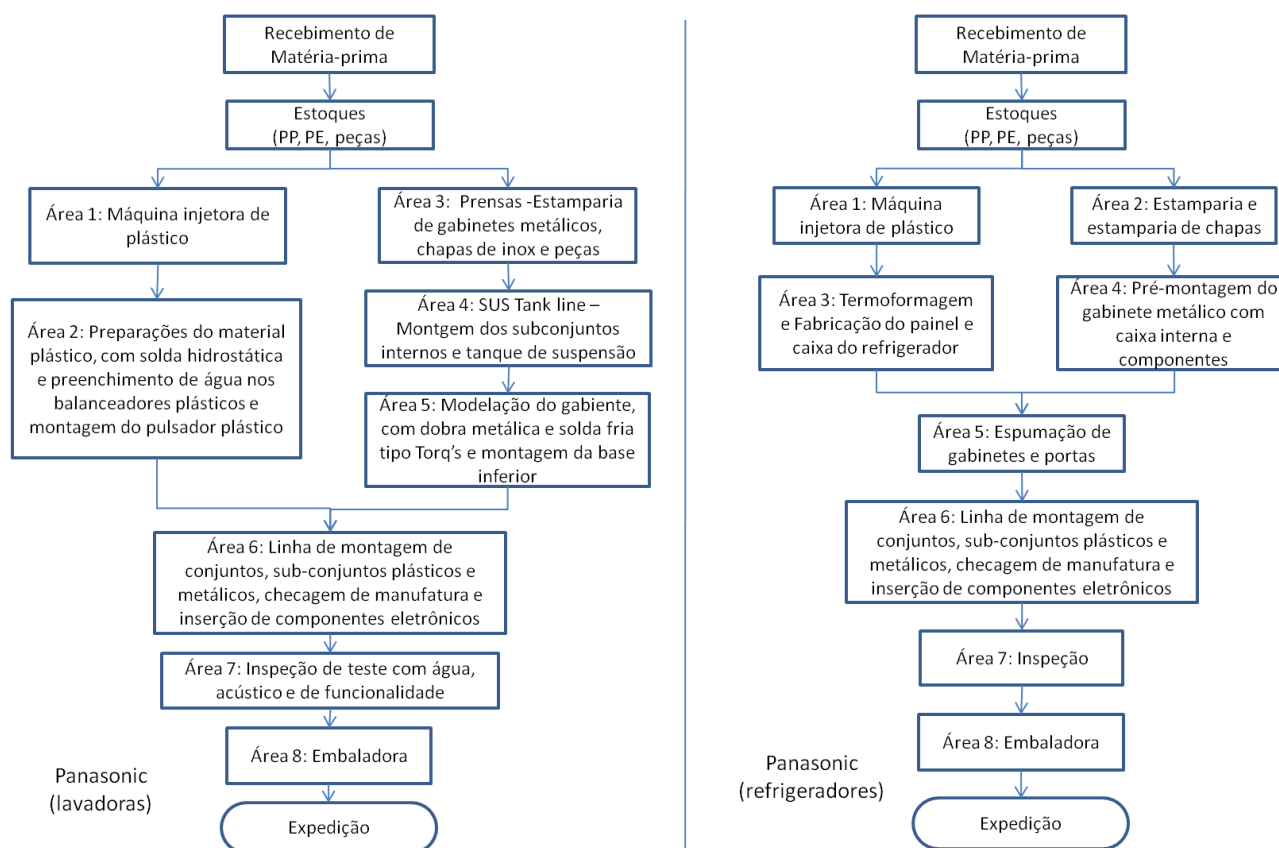 Recebimento de
Matéria-prima
Estoques
(PP, PE, peças)
Área 1: Máquina injetora de
plástico
Área 3:  Prensas -Estamparia
de gabinetes metálicos,
chapas de inox e peças
Área 2: Preparações do material
plástico, com solda hidrostática
e preenchimento de água nos
balanceadores plásticos e
montagem do pulsador plástico
Área 4: SUS Tank line –
Montgem dos subconjuntos
internos e tanque de suspensão
Área 5: Modelação do gabiente,
com dobra metálica e solda fria
tipo Torq’s e montagem da base
inferior
Área 6: Linha de montagem de
conjuntos, sub-conjuntos plásticos e
metálicos, checagem de manufatura e
inserção de componentes eletrônicos
Área 7: Inspeção de teste com água,
acústico e de funcionalidade
Área 8: Embaladora
Panasonic
(lavadoras)
Expedição
Recebimento de
Matéria-prima
Estoques
(PP, PE, peças)
Área 1: Máquina
injetora de plástico
Área 2: Estamparia e
estamparia de chapas
Área 3: Termoformagem
e Fabricação do painel e
caixa do refrigerador
Área 4: Pré-montagem do
gabinete metálico com
caixa interna e
componentes
Área 5: Espumação de
gabinetes e portas
Área 6: Linha de montagem de
conjuntos, sub-conjuntos plásticos e
metálicos, checagem de manufatura e
inserção de componentes eletrônicos
Área 7: Inspeção
Área 8: Embaladora
Panasonic
(refrigeradores)
Expedição